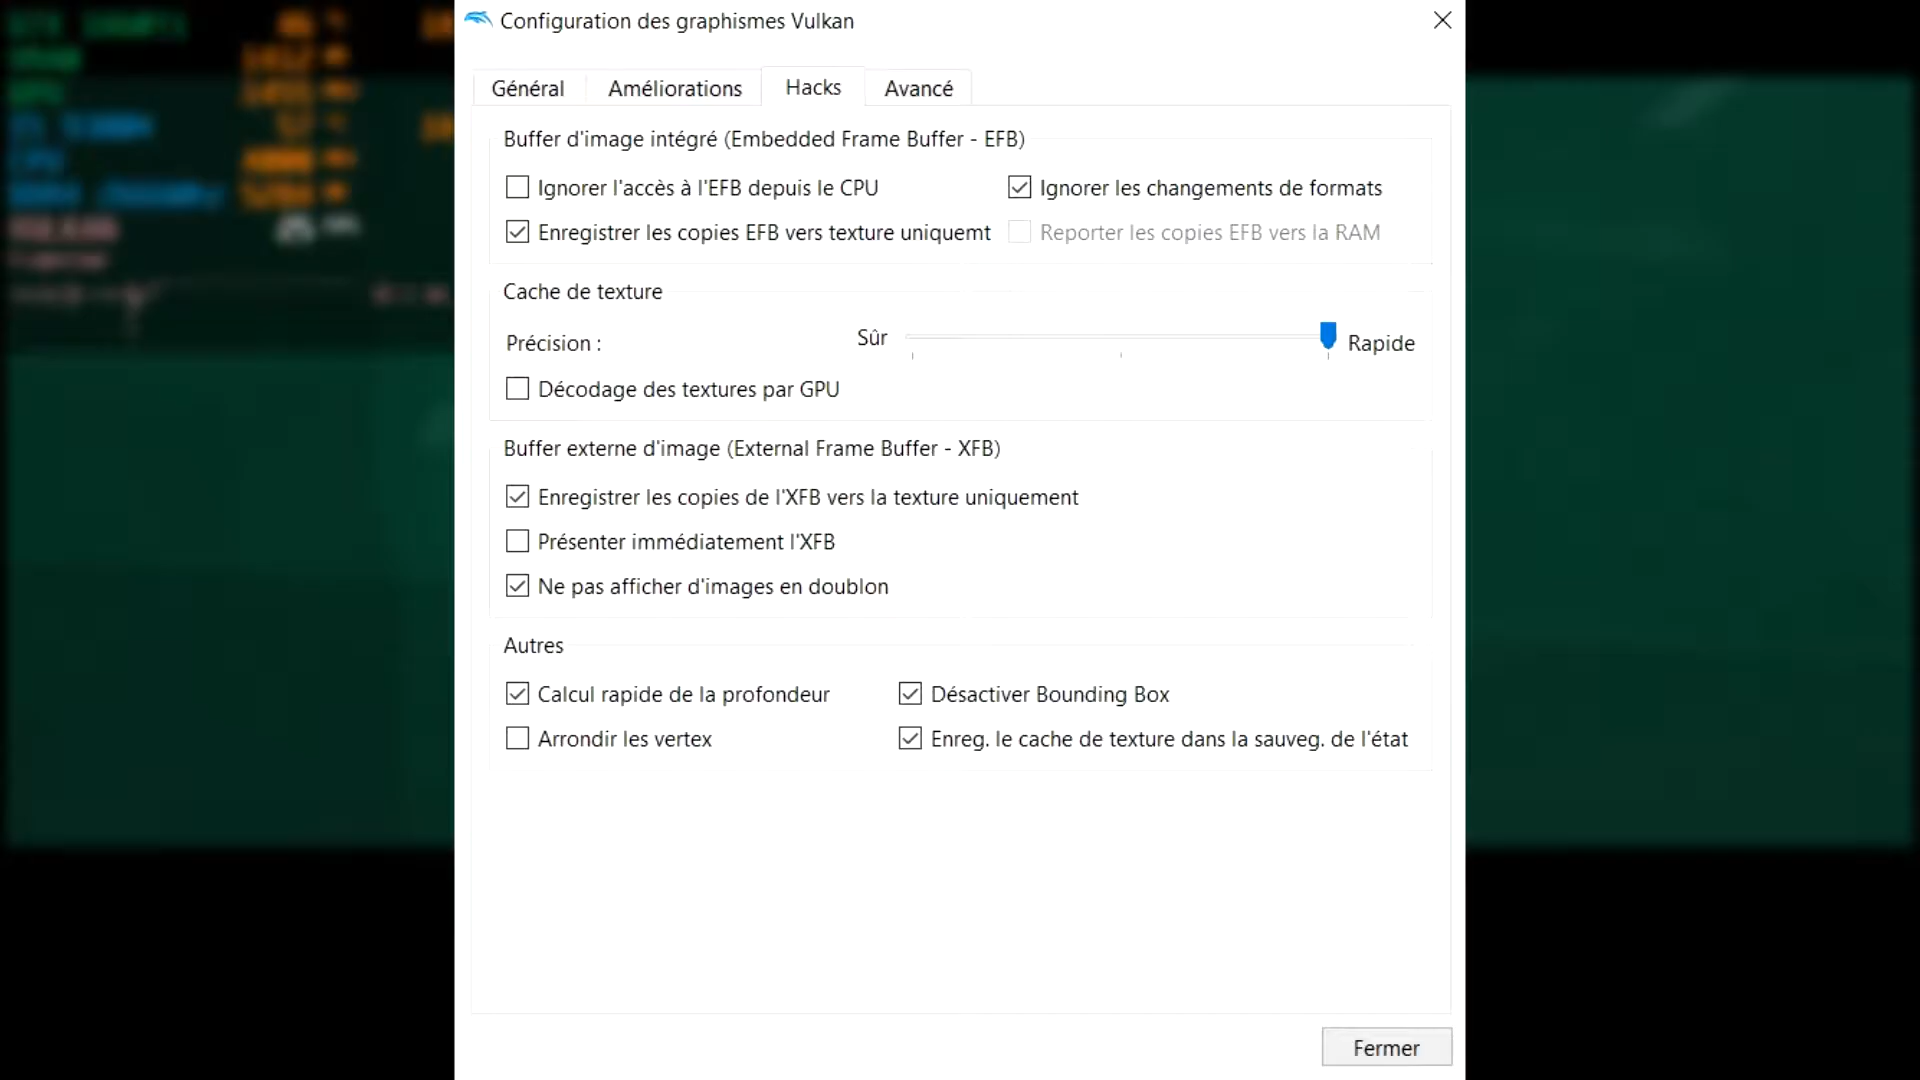 Configuration des graphismes Vulkan
Général Améliorations Hacks Avancé
Buffer d'image intégré (Embedded Frame Buffer - EFB)
Ignorer l'accès à l'EFB depuis le CPU Ignorer les changements de formats
Enregistrer les copies EFB vers texture uniquemt Reporter les copies EFB vers la RAM
Cache de texture
Précision : Sûr Rapide
Décodage des textures par GPU
Buffer externe d'image (External Frame Buffer - XFB)
Enregistrer les copies de l'XFB vers la texture uniquement
Présenter immédiatement l'XFB
Ne pas afficher d'images en doublon
Autres
Calcul rapide de la profondeur Désactiver Bounding Box
Arrondir les vertex Enreg. le cache de texture dans la sauveg. de l'état
Fermer